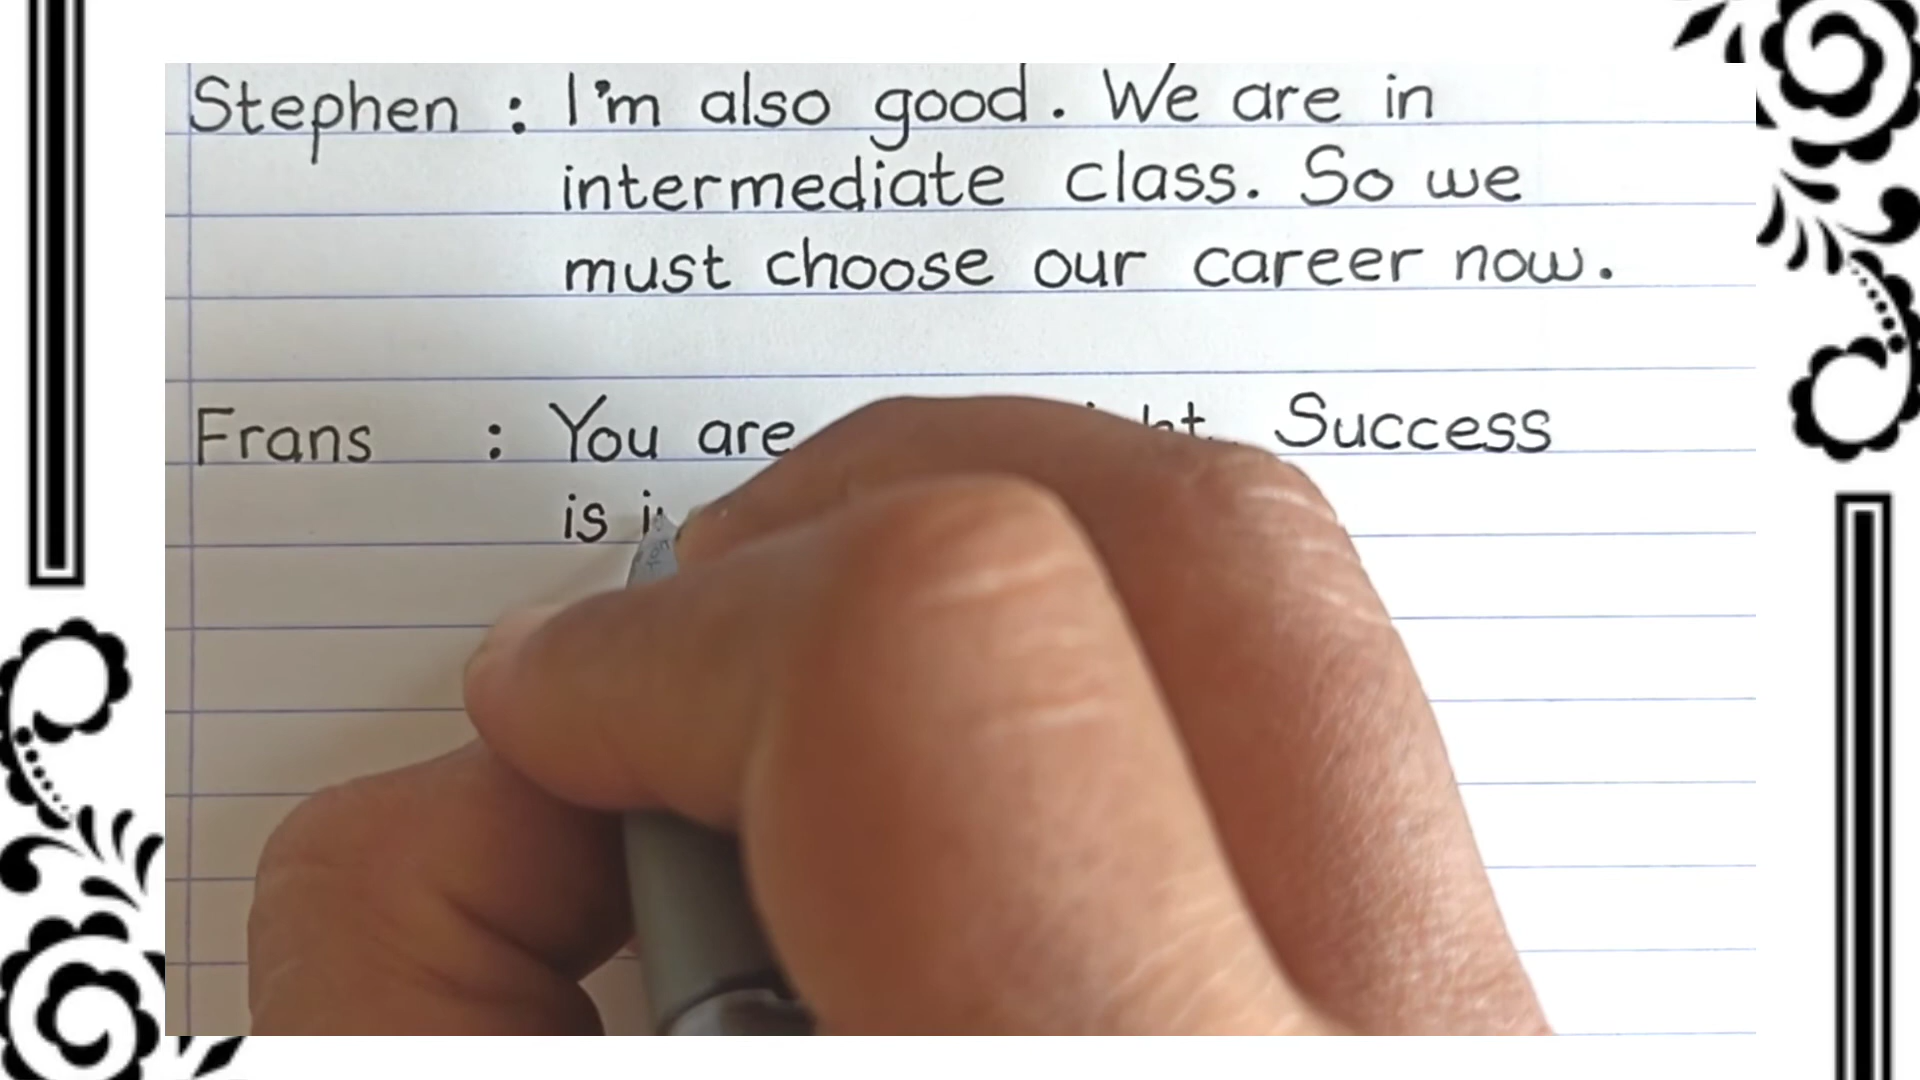 Stephen : I'm also good. We are in
intermediate class. So we
must choose our career now.
Frans : You are Success
is